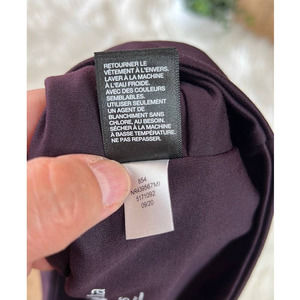 RETOURNER LE
VÊTEMENT À L'ENVERS.
LAVER À LA MACHINE
À L'EAU FROIDE.
AVEC DES COULEURS
SEMBLABLES.
UTILISER SEULEMENT
UN AGENT DE
BLANCHIMENT SANS
CHLORE, AU BESOIN.
SÉCHER À LA MACHINE
À BASSE TEMPÉRATURE.
NE PAS REPASSER.
554
5171092
09/20